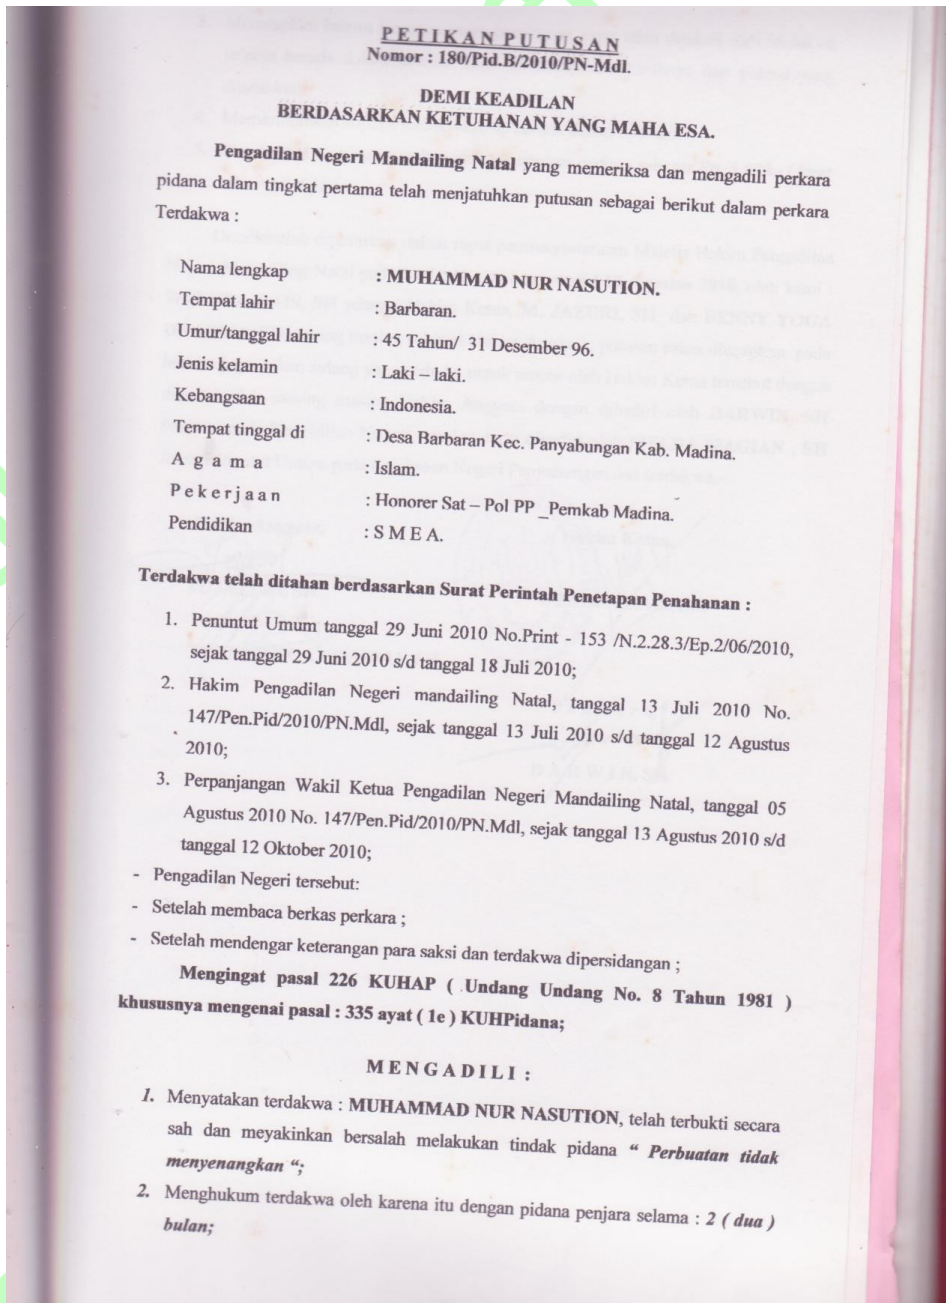 PETIKAN PUTUSAN
Nomor : 180/Pid.B/2010/PN-Mdl.
DEMI KEADILAN
BERDASARKAN KETUHANAN YANG MAHA ESA.
Pengadilan Negeri Mandailing Natal yang memeriksa dan mengadili perkara
pidana dalam tingkat pertama telah menjatuhkan putusan sebagai berikut dalam perkara
Terdakwa :
Nama lengkap : MUHAMMAD NUR NASUTION.
Tempat lahir : Barbaran.
Umur/tanggal lahir : 45 Tahun/ 31 Desember 96.
Jenis kelamin : Laki – laki.
Kebangsaan : Indonesia.
Tempat tinggal di : Desa Barbaran Kec. Panyabungan Kab. Madina.
A g a m a : Islam.
P e k e r j a a n : Honorer Sat – Pol PP _Pemkab Madina.
Pendidikan : S M E A.
Terdakwa telah ditahan berdasarkan Surat Perintah Penetapan Penahanan :
1. Penuntut Umum tanggal 29 Juni 2010 No.Print - 153 /N.2.28.3/Ep.2/06/2010,
sejak tanggal 29 Juni 2010 s/d tanggal 18 Juli 2010;
2. Hakim Pengadilan Negeri mandailing Natal, tanggal 13 Juli 2010 No.
147/Pen.Pid/2010/PN.Mdl, sejak tanggal 13 Juli 2010 s/d tanggal 12 Agustus
2010;
3. Perpanjangan Wakil Ketua Pengadilan Negeri Mandailing Natal, tanggal 05
Agustus 2010 No. 147/Pen.Pid/2010/PN.Mdl, sejak tanggal 13 Agustus 2010 s/d
tanggal 12 Oktober 2010;
- Pengadilan Negeri tersebut:
- Setelah membaca berkas perkara ;
- Setelah mendengar keterangan para saksi dan terdakwa dipersidangan ;
Mengingat pasal 226 KUHAP ( Undang Undang No. 8 Tahun 1981 )
khususnya mengenai pasal : 335 ayat ( 1e ) KUHPidana;
M E N G A D I L I :
1. Menyatakan terdakwa : MUHAMMAD NUR NASUTION, telah terbukti secara
sah dan meyakinkan bersalah melakukan tindak pidana “ Perbuatan tidak
menyenangkan “;
2. Menghukum terdakwa oleh karena itu dengan pidana penjara selama : 2 ( dua )
bulan;